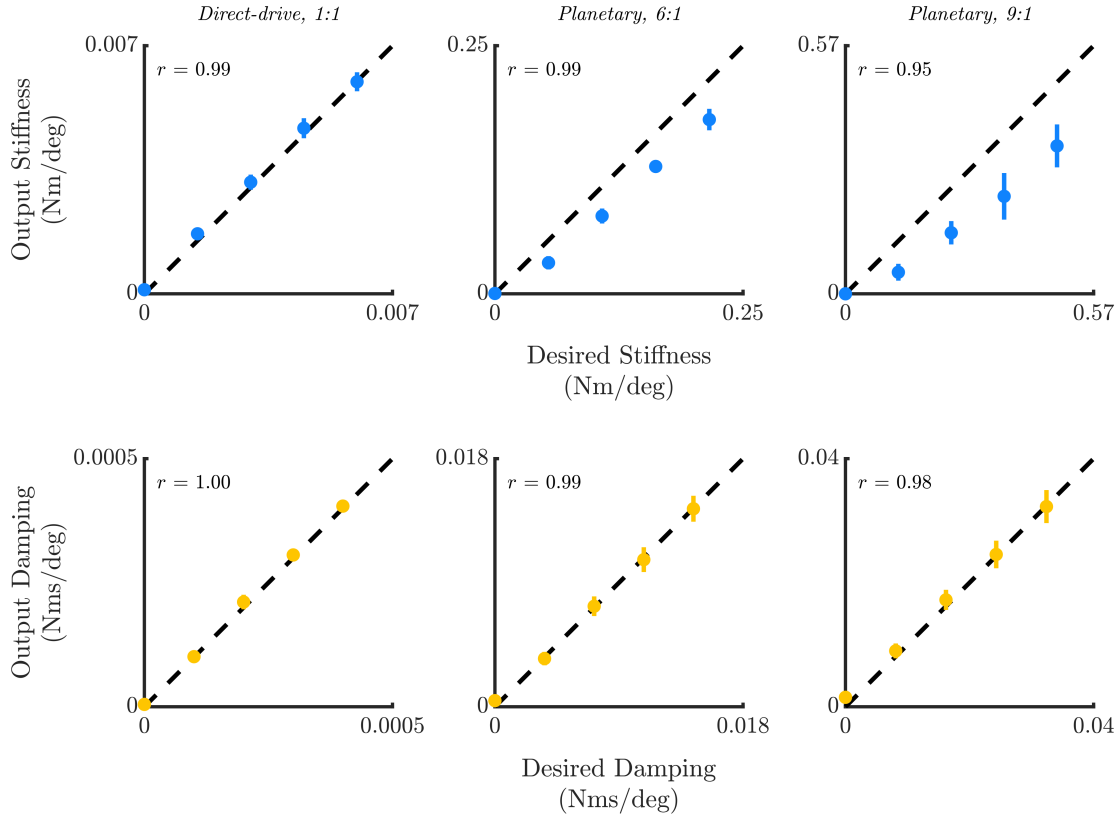 Direct-drive, 1:1
Planetary, 6:1
Planetary, 9:1
Output Stiffness
(Nm/deg)
0.007
r = 0.99
0
0
0.007
0.25
r = 0.99
0
0
0.25
0.57
r = 0.95
0
0
0.57
Desired Stiffness
(Nm/deg)
Output Damping
(Nms/deg)
0.0005
r = 1.00
0
0
0.0005
0.018
r = 0.99
0
0
0.018
0.04
r = 0.98
0
0
0.04
Desired Damping
(Nms/deg)